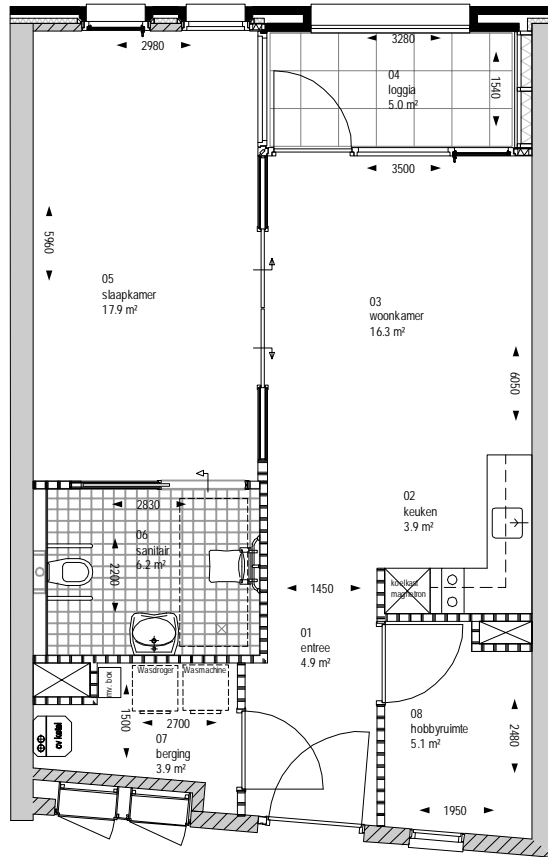 2980
3280
04
loggia
5.0 m²
1540
3500
5960
05
slaapkamer
17.9 m²
03
woonkamer
16.3 m²
6050
02
keuken
3.9 m²
2830
06
sanitair
6.2 m²
2200
koelkast
magnetron
1450
01
entree
4.9 m²
mv. box
Wasdroger
Wasmachine
1500
2700
cv ketel
07
berging
3.9 m²
08
hobbyruimte
5.1 m²
2480
1950